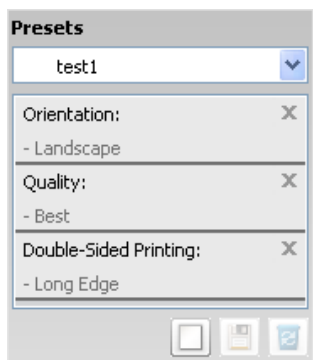 Presets
test1
Orientation:
- Landscape
Quality:
- Best
Double-Sided Printing:
- Long Edge